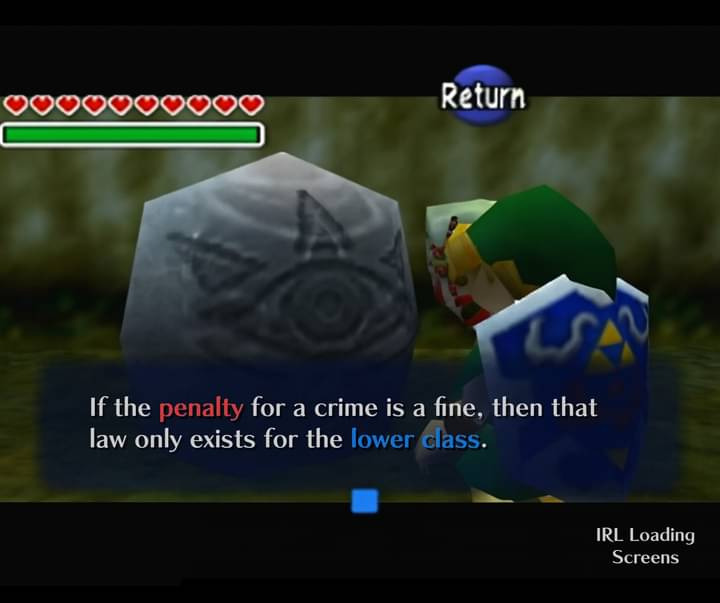 Return
If the penalty for a crime is a fine, then that
law only exists for the lower class.
IRL Loading
Screens